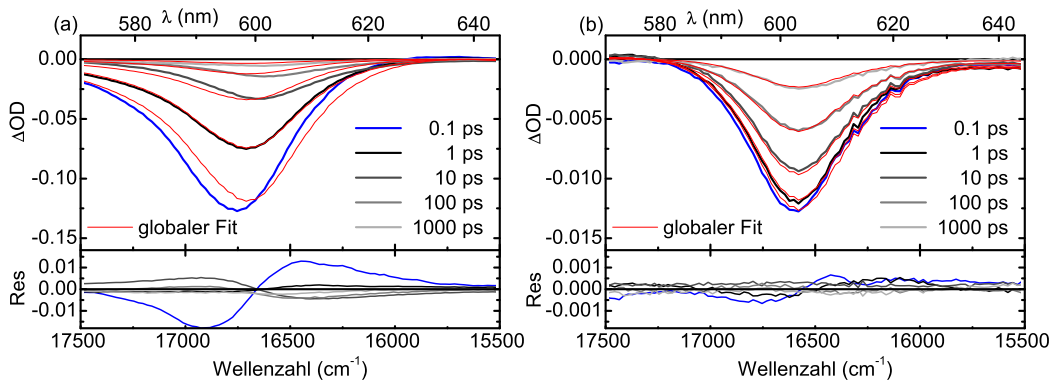 (a) λ (nm)
580 600 620 640
0.00
-0.05
-0.10
-0.15
ΔOD
0.1 ps
1 ps
10 ps
100 ps
1000 ps
globaler Fit
0.01
0.00
-0.01
Res
17500 17000 16500 16000 15500
Wellenzahl (cm⁻¹)
(b) λ (nm)
580 600 620 640
0.000
-0.005
-0.010
-0.015
ΔOD
0.1 ps
1 ps
10 ps
100 ps
1000 ps
globaler Fit
0.001
0.000
-0.001
Res
17500 17000 16500 16000 15500
Wellenzahl (cm⁻¹)